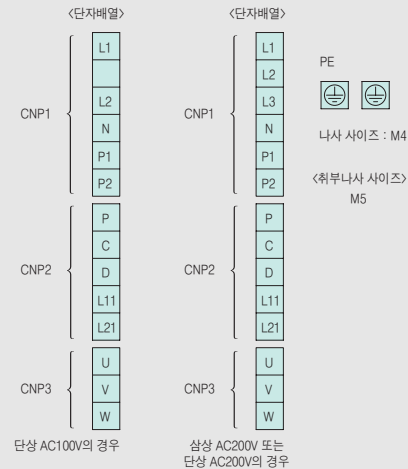 〈단자배열〉
CNP1
L1
L2
N
P1
P2
CNP2
P
C
D
L11
L21
CNP3
U
V
W
단상 AC100V의 경우
〈단자배열〉
CNP1
L1
L2
L3
N
P1
P2
CNP2
P
C
D
L11
L21
CNP3
U
V
W
삼상 AC200V 또는
단상 AC200V의 경우
PE
나사 사이즈 : M4
〈취부나사 사이즈〉
M5